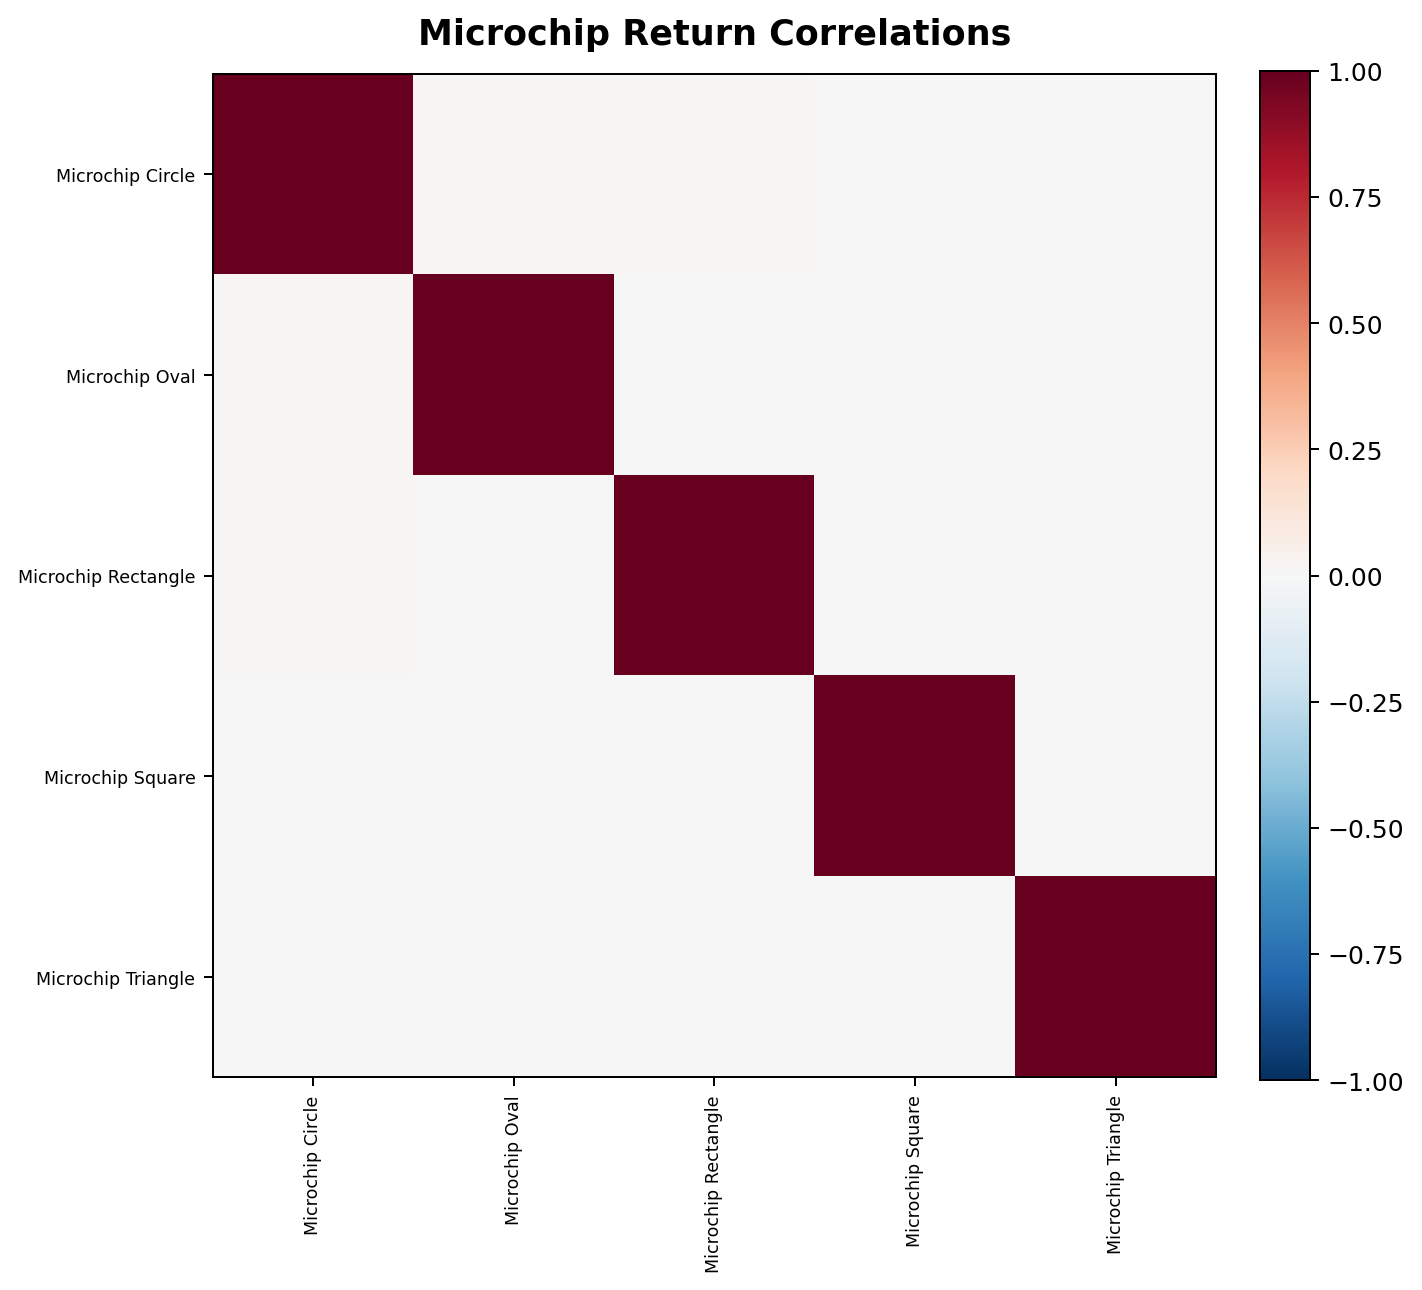 Microchip Return Correlations
Microchip Circle
Microchip Oval
Microchip Rectangle
Microchip Square
Microchip Triangle
Microchip Circle
Microchip Oval
Microchip Rectangle
Microchip Square
Microchip Triangle
1.00
0.75
0.50
0.25
0.00
−0.25
−0.50
−0.75
−1.00